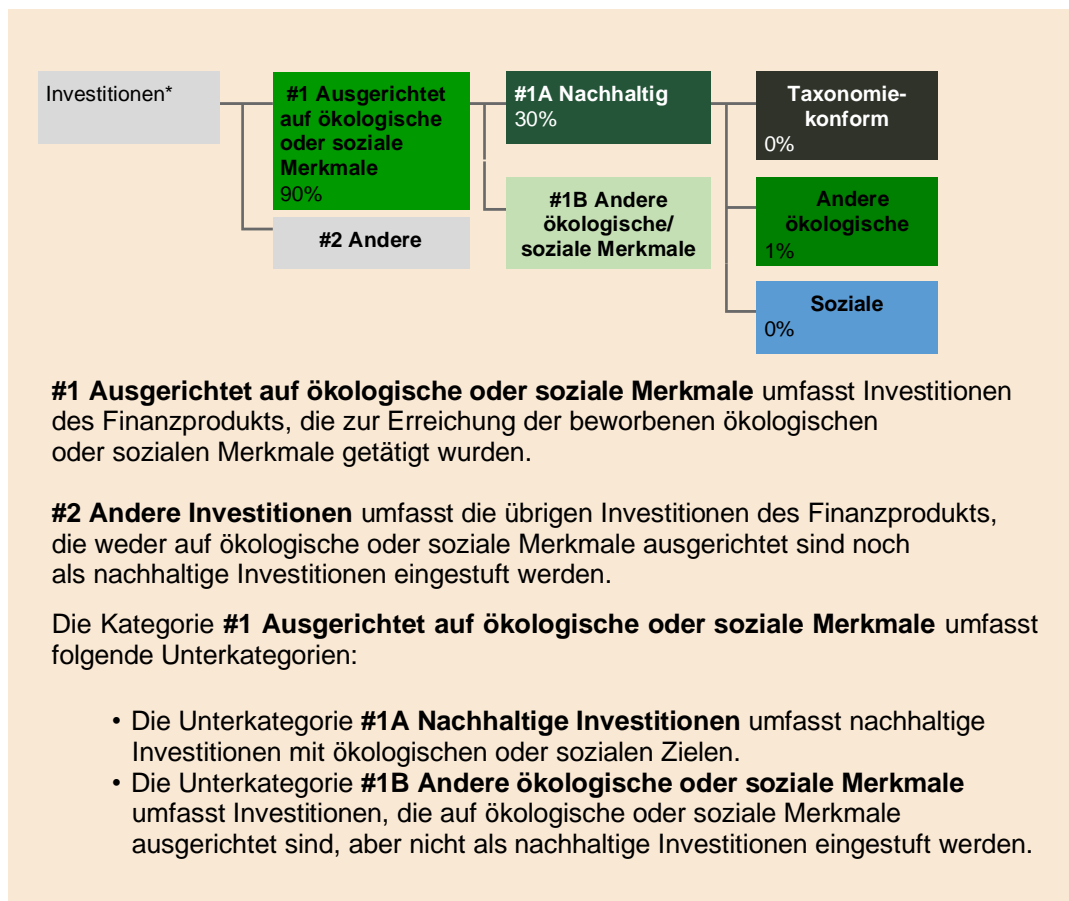 Investitionen*
#1 Ausgerichtet
auf ökologische
oder soziale
Merkmale
90%
#2 Andere
#1A Nachhaltig
30%
#1B Andere
ökologische/
soziale Merkmale
Taxonomie-
konform
0%
Andere
ökologische
1%
Soziale
0%
#1 Ausgerichtet auf ökologische oder soziale Merkmale umfasst Investitionen
des Finanzprodukts, die zur Erreichung der beworbenen ökologischen
oder sozialen Merkmale getätigt wurden.
#2 Andere Investitionen umfasst die übrigen Investitionen des Finanzprodukts,
die weder auf ökologische oder soziale Merkmale ausgerichtet sind noch
als nachhaltige Investitionen eingestuft werden.
Die Kategorie #1 Ausgerichtet auf ökologische oder soziale Merkmale umfasst
folgende Unterkategorien:
• Die Unterkategorie #1A Nachhaltige Investitionen umfasst nachhaltige
Investitionen mit ökologischen oder sozialen Zielen.
• Die Unterkategorie #1B Andere ökologische oder soziale Merkmale
umfasst Investitionen, die auf ökologische oder soziale Merkmale
ausgerichtet sind, aber nicht als nachhaltige Investitionen eingestuft werden.